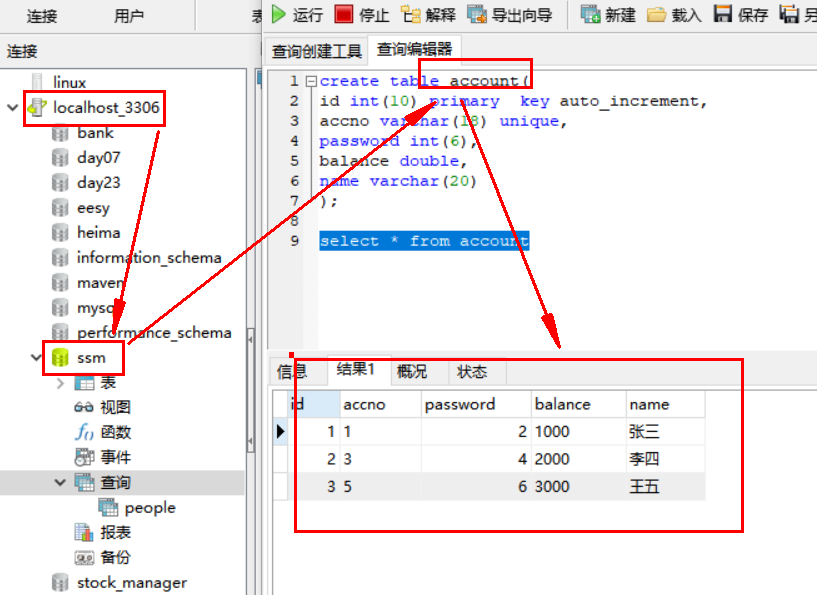 连接 用户 表
运行 停止 解释 导出向导 新建 载入 保存 另
连接
查询创建工具 查询编辑器
linux
localhost_3306
bank
day07
day23
eesy
heima
information_schema
maven
mysql
performance_schema
ssm
表
视图
函数
事件
查询
people
报表
备份
stock_manager
1 create table account(
2 id int(10) primary  key auto_increment,
3 accno varchar(18) unique,
4 password int(6),
5 balance double,
6 name varchar(20)
7 );
8
9 select * from account
信息 结果1 概况 状态
id accno password balance name
1 1 2 1000 张三
2 3 4 2000 李四
3 5 6 3000 王五